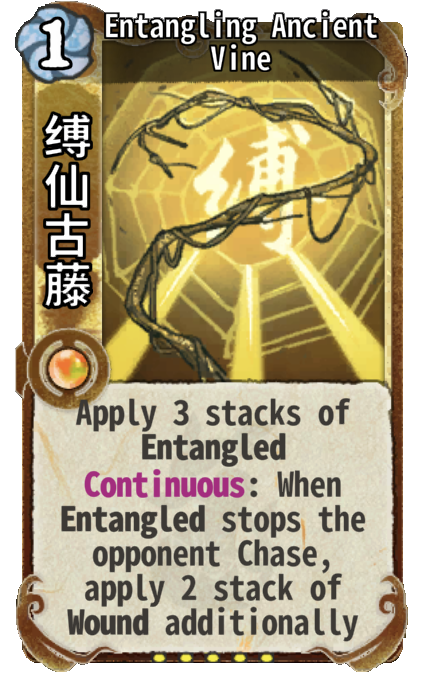 1
Entangling Ancient
Vine
缚仙古藤
缚
Apply 3 stacks of
Entangled
Continuous: When
Entangled stops the
opponent Chase,
apply 2 stack of
Wound additionally